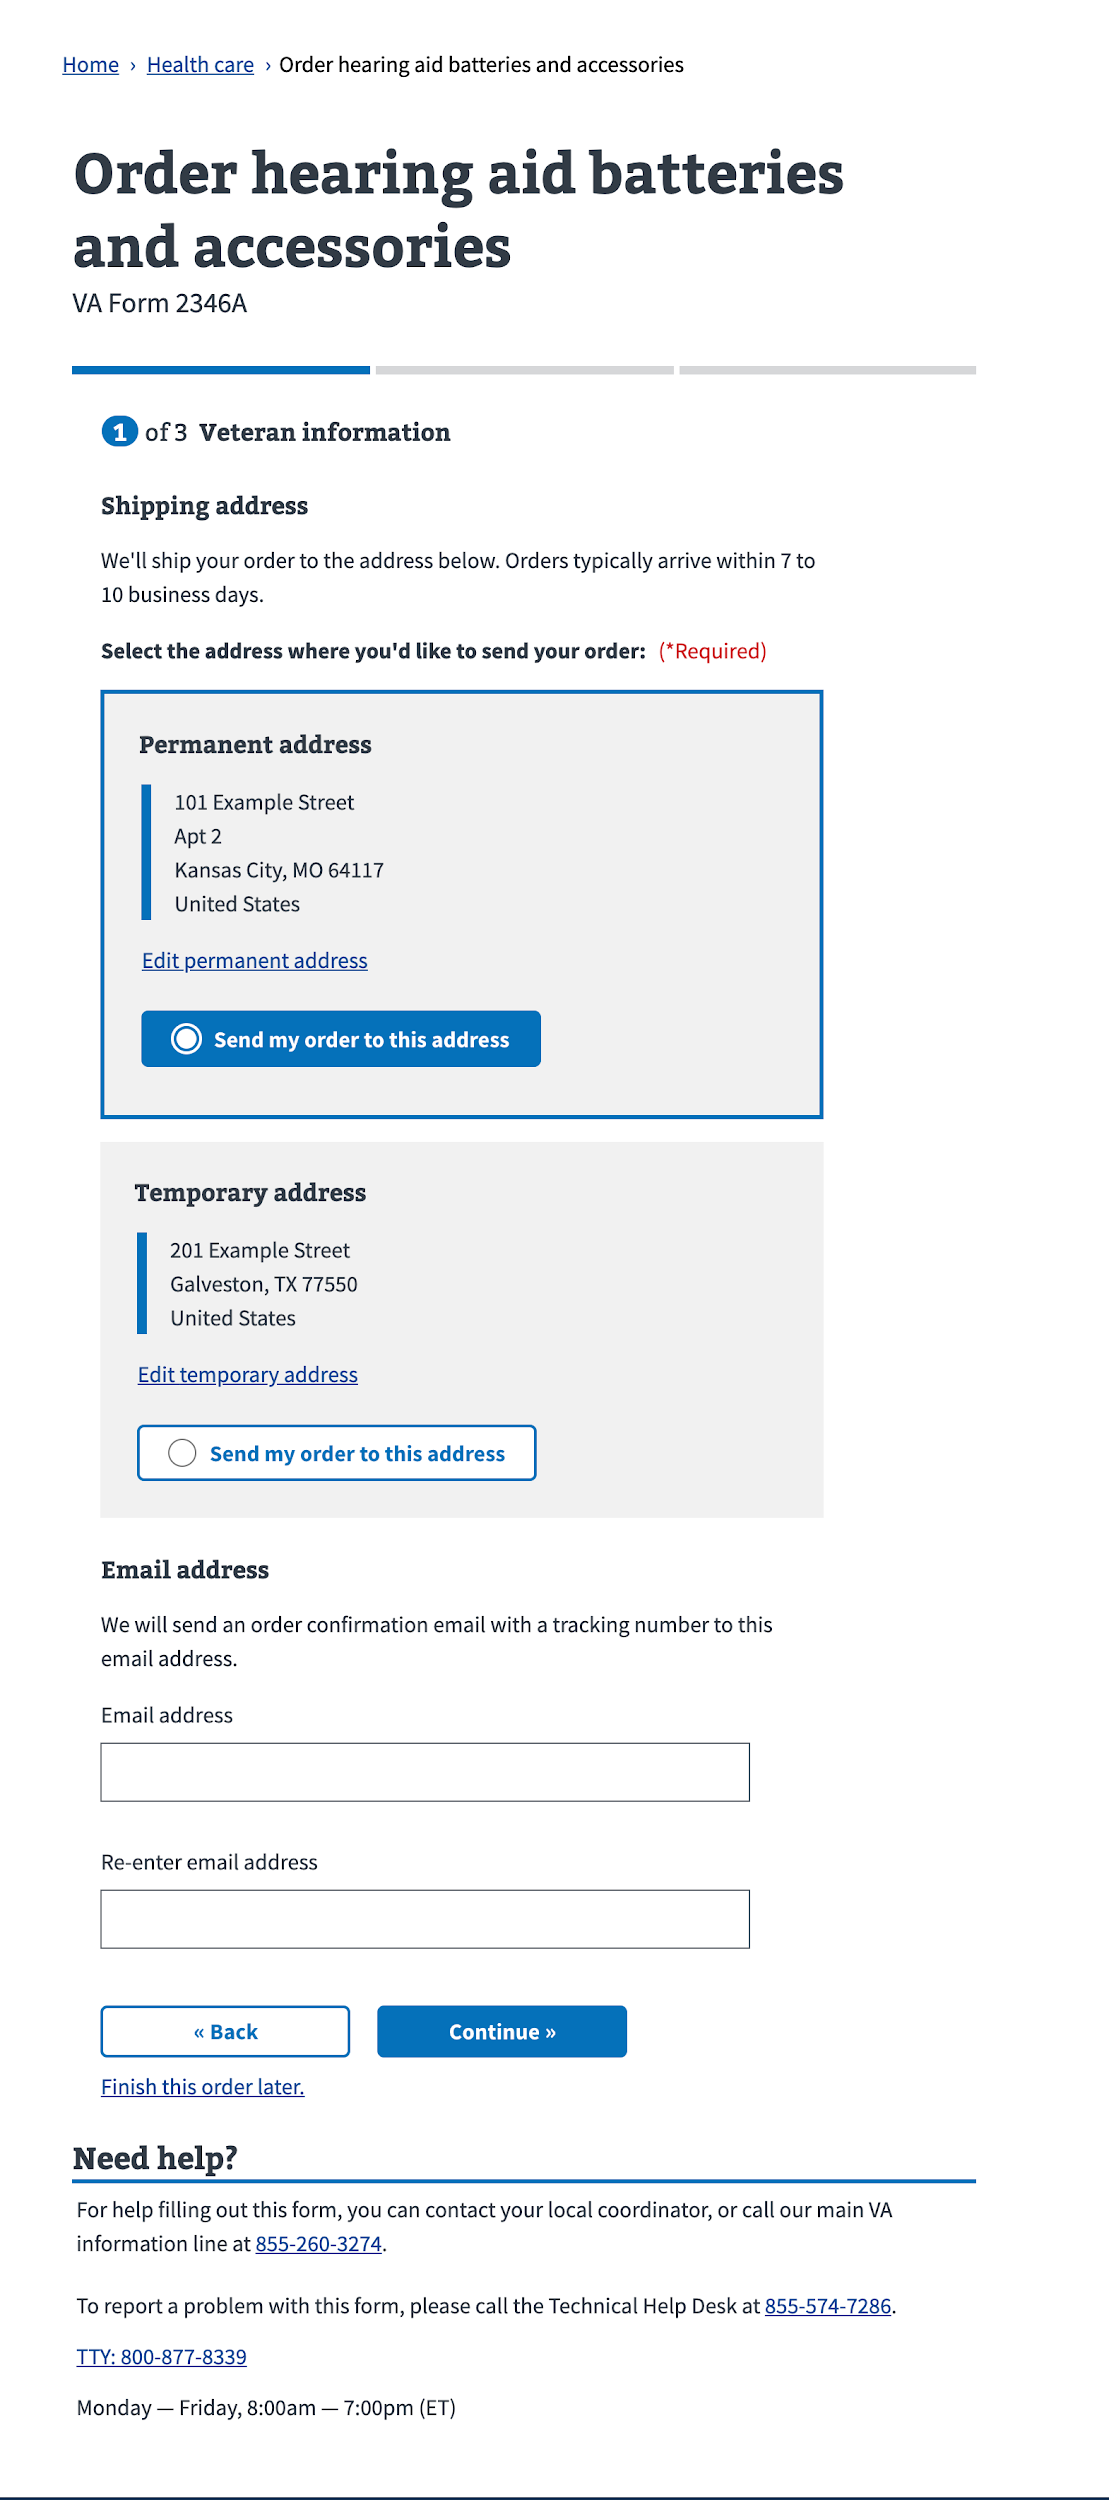 Home › Health care › Order hearing aid batteries and accessories
Order hearing aid batteries
and accessories
VA Form 2346A
1 of 3 Veteran information
Shipping address
We'll ship your order to the address below. Orders typically arrive within 7 to
10 business days.
Select the address where you'd like to send your order: (*Required)
Permanent address
101 Example Street
Apt 2
Kansas City, MO 64117
United States
Edit permanent address
Send my order to this address
Temporary address
201 Example Street
Galveston, TX 77550
United States
Edit temporary address
Send my order to this address
Email address
We will send an order confirmation email with a tracking number to this
email address.
Email address
Re-enter email address
« Back
Continue »
Finish this order later.
Need help?
For help filling out this form, you can contact your local coordinator, or call our main VA
information line at 855-260-3274.
To report a problem with this form, please call the Technical Help Desk at 855-574-7286.
TTY: 800-877-8339
Monday — Friday, 8:00am — 7:00pm (ET)